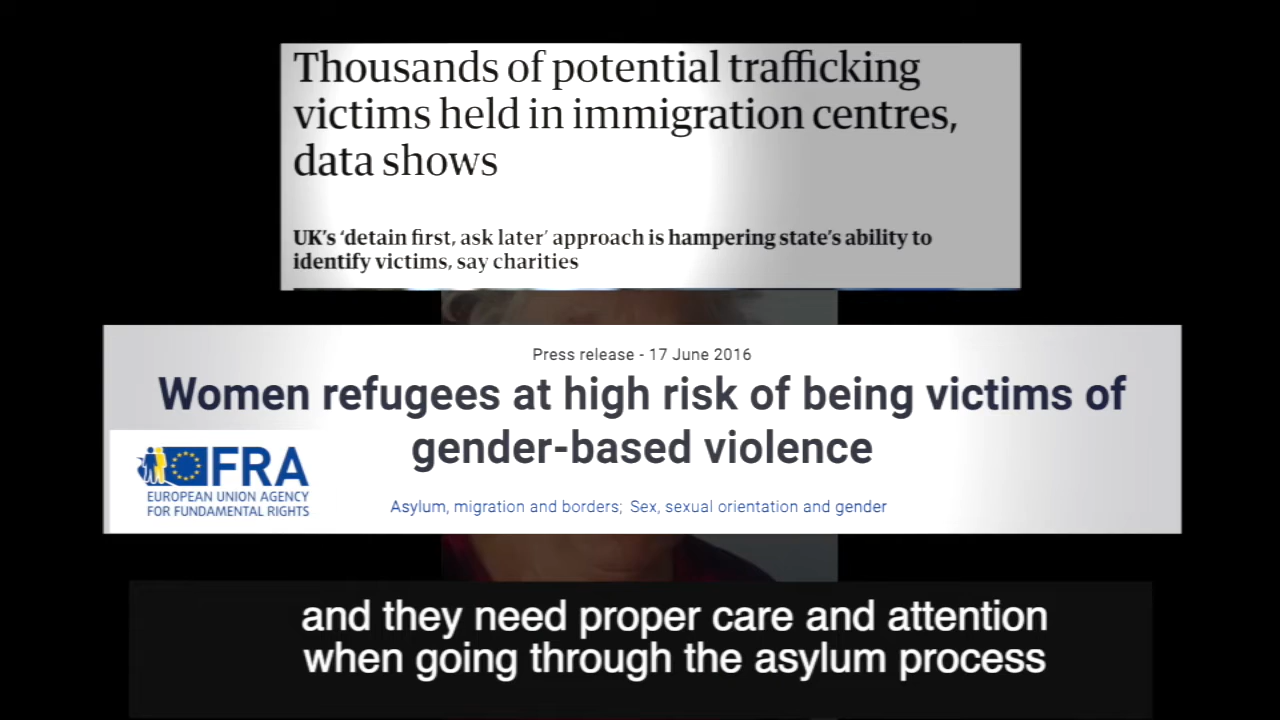 Thousands of potential trafficking
victims held in immigration centres,
data shows
UK's 'detain first, ask later' approach is hampering state's ability to
identify victims, say charities
Press release - 17 June 2016
Women refugees at high risk of being victims of
gender-based violence
FRA
EUROPEAN UNION AGENCY
FOR FUNDAMENTAL RIGHTS
Asylum, migration and borders; Sex, sexual orientation and gender
and they need proper care and attention
when going through the asylum process